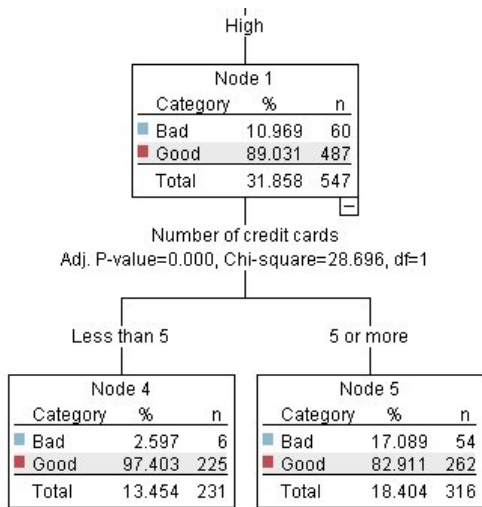 High
Node 1
Category % n
Bad 10.969 60
Good 89.031 487
Total 31.858 547
Number of credit cards
Adj. P-value=0.000, Chi-square=28.696, df=1
Less than 5 5 or more
Node 4 Node 5
Category % n Category % n
Bad 2.597 6 Bad 17.089 54
Good 97.403 225 Good 82.911 262
Total 13.454 231 Total 18.404 316